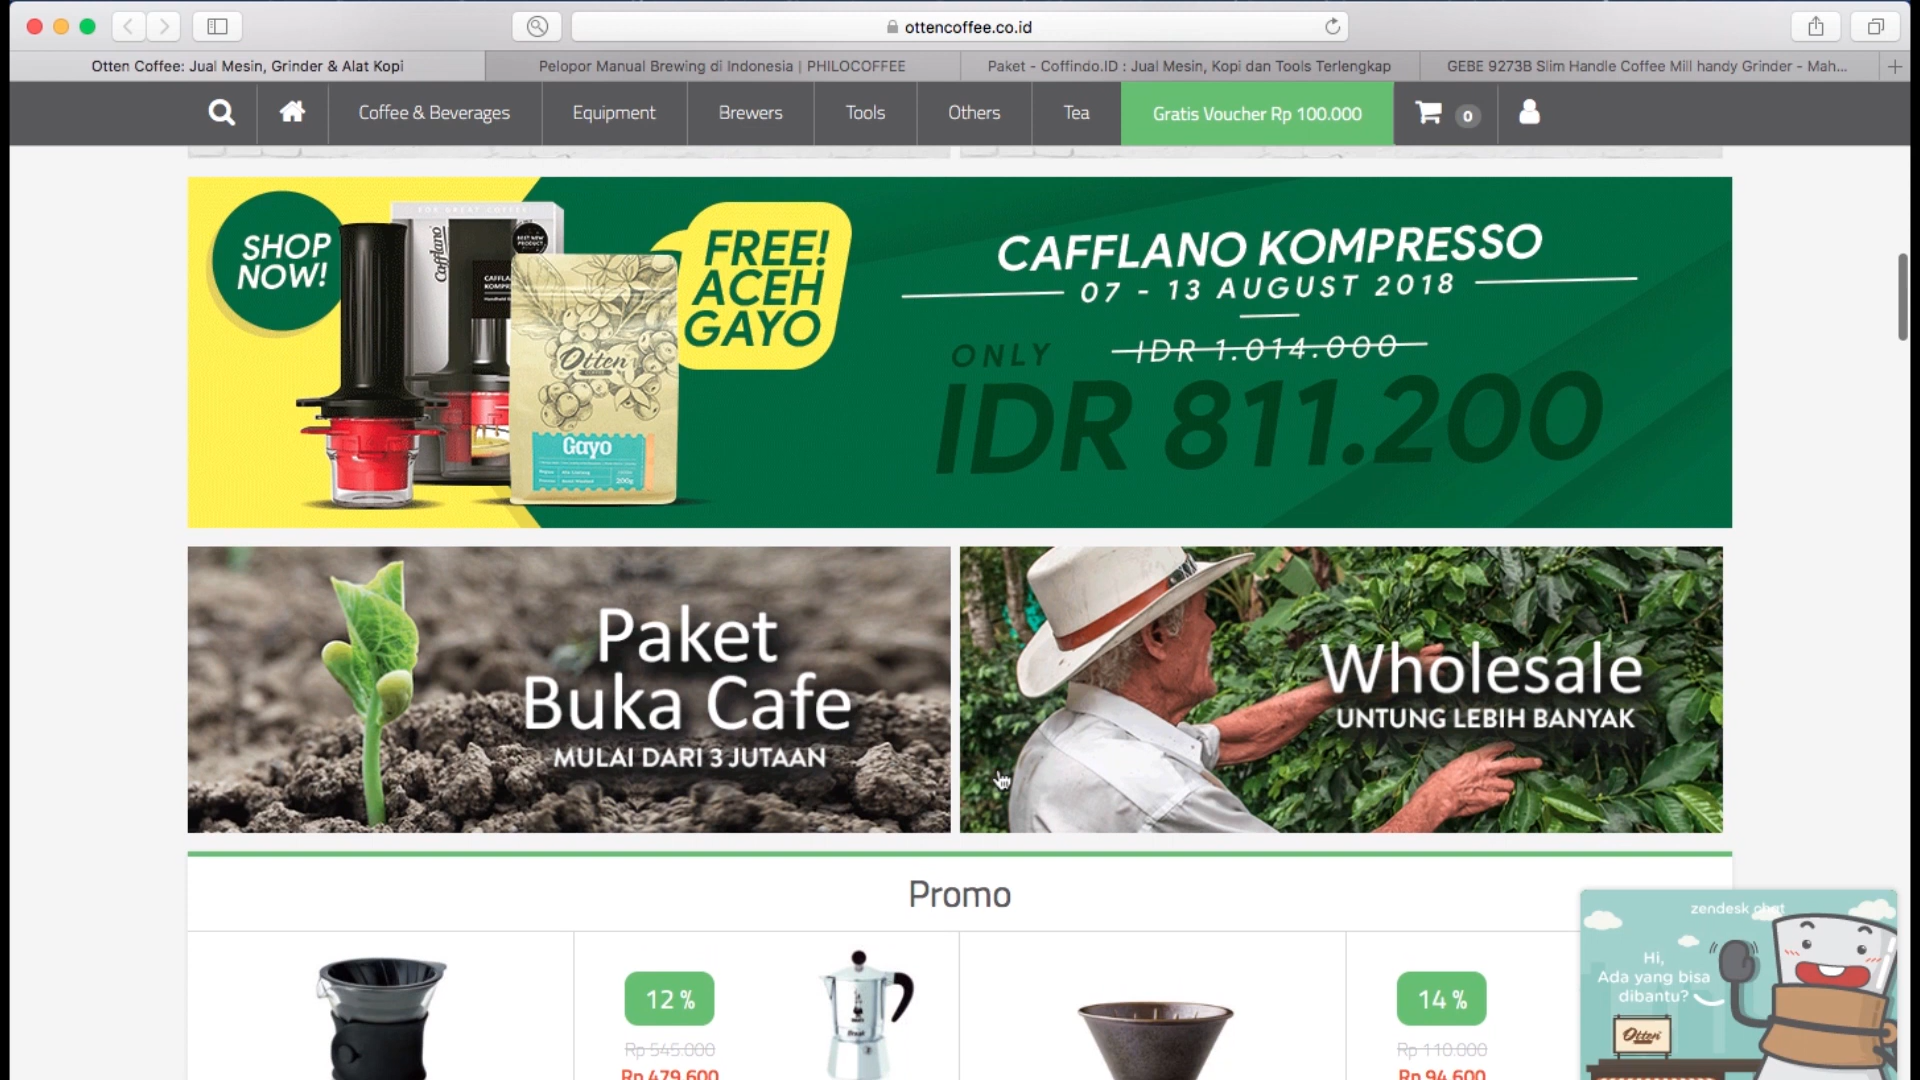 ottencoffee.co.id
Otten Coffee: Jual Mesin, Grinder & Alat Kopi
Pelopor Manual Brewing di Indonesia | PHILOCOFFEE
Paket - Coffindo.ID : Jual Mesin, Kopi dan Tools Terlengkap
GEBE 9273B Slim Handle Coffee Mill handy Grinder - Mah...
Coffee & Beverages
Equipment
Brewers
Tools
Others
Tea
Gratis Voucher Rp 100.000
0
SHOP
NOW!
Cafflano
FREE!
ACEH
GAYO
Otten
COFFEE
Gayo
200g
CAFFLANO KOMPRESSO
07 - 13 AUGUST 2018
ONLY
IDR 1.014.000
IDR 811.200
Paket
Buka Cafe
MULAI DARI 3 JUTAAN
Wholesale
UNTUNG LEBIH BANYAK
Promo
12 %
Rp 545.000
Rp 479.600
14 %
Rp 110.000
Rp 94.600
zendesk chat
Hi,
Ada yang bisa
dibantu?
Otten